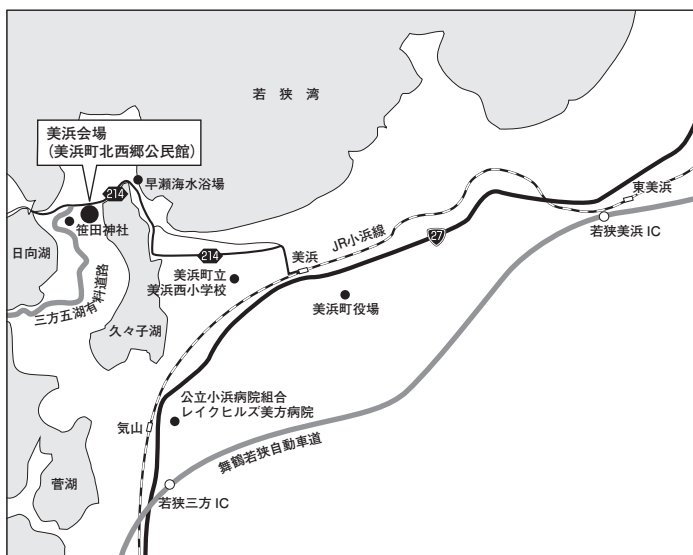 若狭湾
美浜会場
(美浜町北西郷公民館)
214
早瀬海水浴場
笹田神社
日向湖
三方五湖有料道路
久々子湖
214
美浜
美浜町立
美浜西小学校
JR小浜線
27
東美浜
若狭美浜 IC
美浜町役場
公立小浜病院組合
レイクヒルズ美方病院
気山
舞鶴若狭自動車道
菅湖
若狭三方 IC